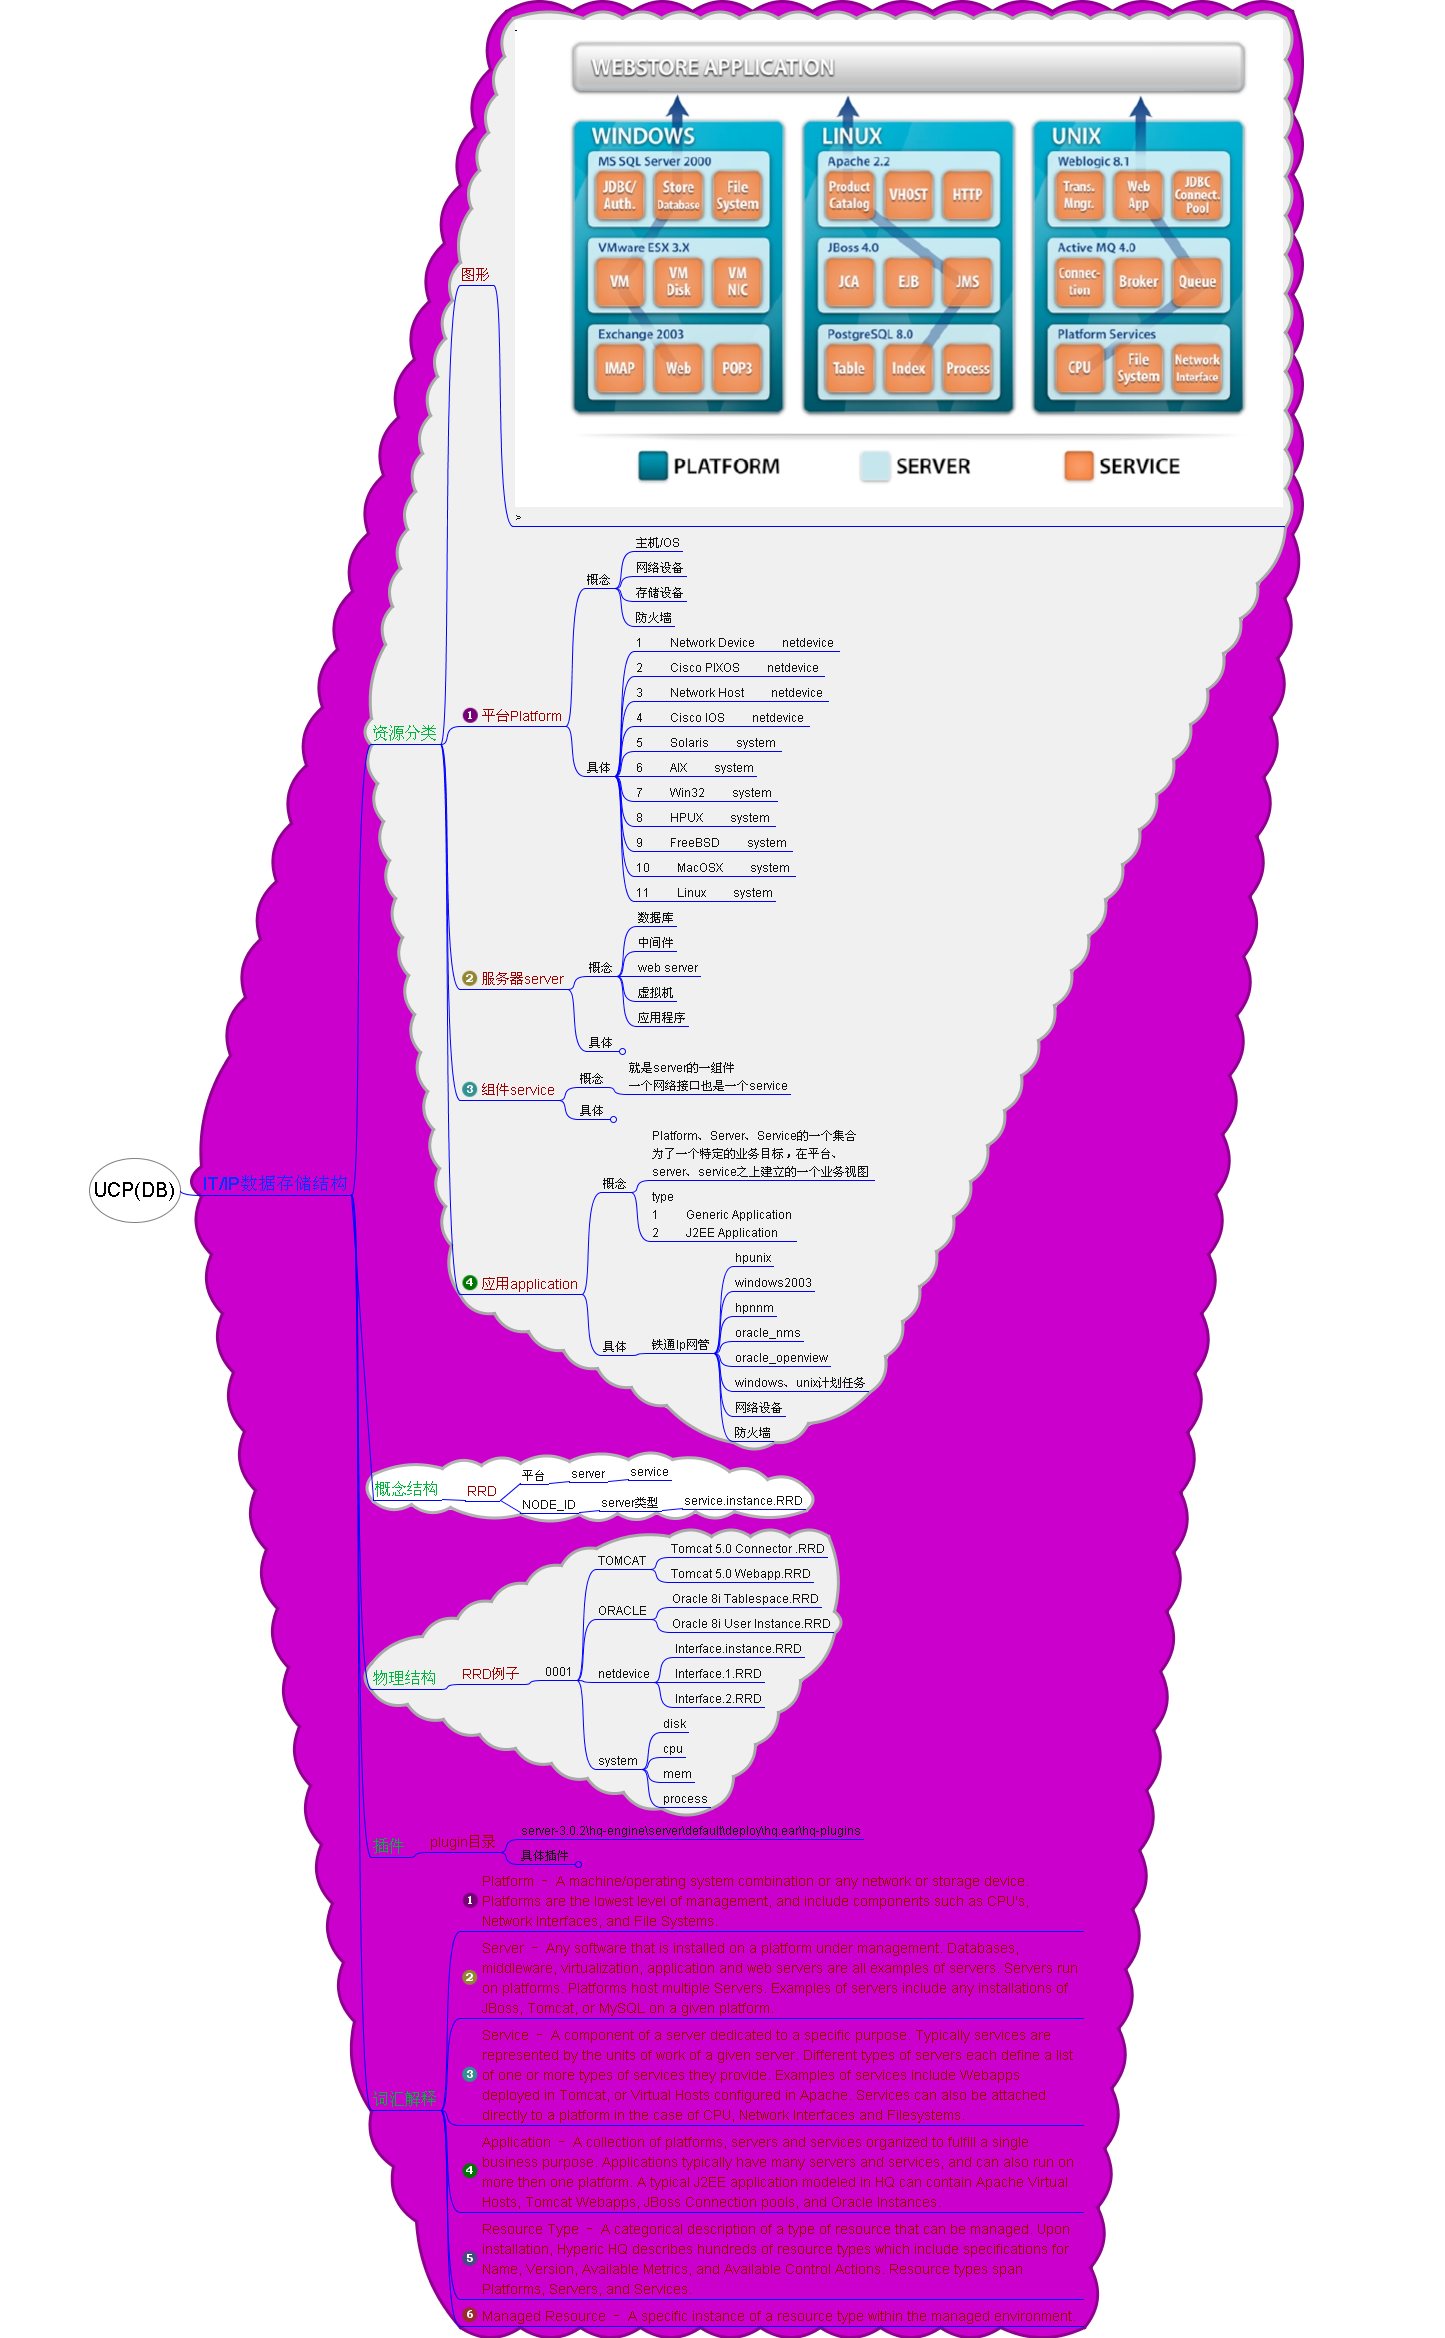 WEBSTORE APPLICATION
WINDOWS
MS SQL Server 2000
JDBC/ Auth.
Store Database
File System
VMware ESX 3.X
VM
VM Disk
VM NIC
Exchange 2003
IMAP
Web
POP3
LINUX
Apache 2.2
Product Catalog
VHOST
HTTP
JBoss 4.0
JCA
EJB
JMS
PostgreSQL 8.0
Table
Index
Process
UNIX
Weblogic 8.1
Trans. Mngr.
Web App
JDBC Connect. Pool
Active MQ 4.0
Connec-tion
Broker
Queue
Platform Services
CPU
File System
Network Interface
PLATFORM
SERVER
SERVICE
>
图形
主机/OS
概念
网络设备
存储设备
防火墙
1 Network Device netdevice
2 Cisco PIXOS netdevice
3 Network Host netdevice
1 平台Platform
4 Cisco IOS netdevice
资源分类
5 Solaris system
具体
6 AIX system
7 Win32 system
8 HPUX system
9 FreeBSD system
10 MacOSX system
11 Linux system
数据库
中间件
2 服务器server
概念
web server
虚拟机
应用程序
具体
就是server的一组件
3 组件service
概念
一个网络接口也是一个service
具体
Platform、Server、Service的一个集合
为了一个特定的业务目标，在平台、
server、service之上建立的一个业务视图
概念
type
1 Generic Application
2 J2EE Application
UCP(DB)
IT/IP数据存储结构
4 应用application
hpunix
windows2003
hpnnm
oracle_nms
具体
铁通Ip网管
oracle_openview
windows、unix计划任务
网络设备
防火墙
概念结构
RRD
平台
server
service
NODE_ID
server类型
service.instance.RRD
TOMCAT
Tomcat 5.0 Connector .RRD
Tomcat 5.0 Webapp.RRD
ORACLE
Oracle 8i Tablespace.RRD
Oracle 8i User Instance.RRD
物理结构
RRD例子
0001
netdevice
Interface.instance.RRD
Interface.1.RRD
Interface.2.RRD
system
disk
cpu
mem
process
插件
plugin目录
server-3.0.2\hq-engine\server\default\deploy\hq.ear\hq-plugins
具体插件
词汇解释
1 Platform － A machine/operating system combination or any network or storage device.
Platforms are the lowest level of management, and include components such as CPU's,
Network Interfaces, and File Systems.
2 Server － Any software that is installed on a platform under management. Databases,
middleware, virtualization, application and web servers are all examples of servers. Servers run
on platforms. Platforms host multiple Servers. Examples of servers include any installations of
JBoss, Tomcat, or MySQL on a given platform.
3 Service － A component of a server dedicated to a specific purpose. Typically services are
represented by the units of work of a given server. Different types of servers each define a list
of one or more types of services they provide. Examples of services include Webapps
deployed in Tomcat, or Virtual Hosts configured in Apache. Services can also be attached
directly to a platform in the case of CPU, Network Interfaces and Filesystems.
4 Application － A collection of platforms, servers and services organized to fulfill a single
business purpose. Applications typically have many servers and services, and can also run on
more then one platform. A typical J2EE application modeled in HQ can contain Apache Virtual
Hosts, Tomcat Webapps, JBoss Connection pools, and Oracle Instances.
5 Resource Type － A categorical description of a type of resource that can be managed. Upon
Installation, Hyperic HQ describes hundreds of resource types which include specifications for
Name, Version, Available Metrics, and Available Control Actions. Resource types span
Platforms, Servers, and Services.
6 Managed Resource － A specific instance of a resource type within the managed environment.